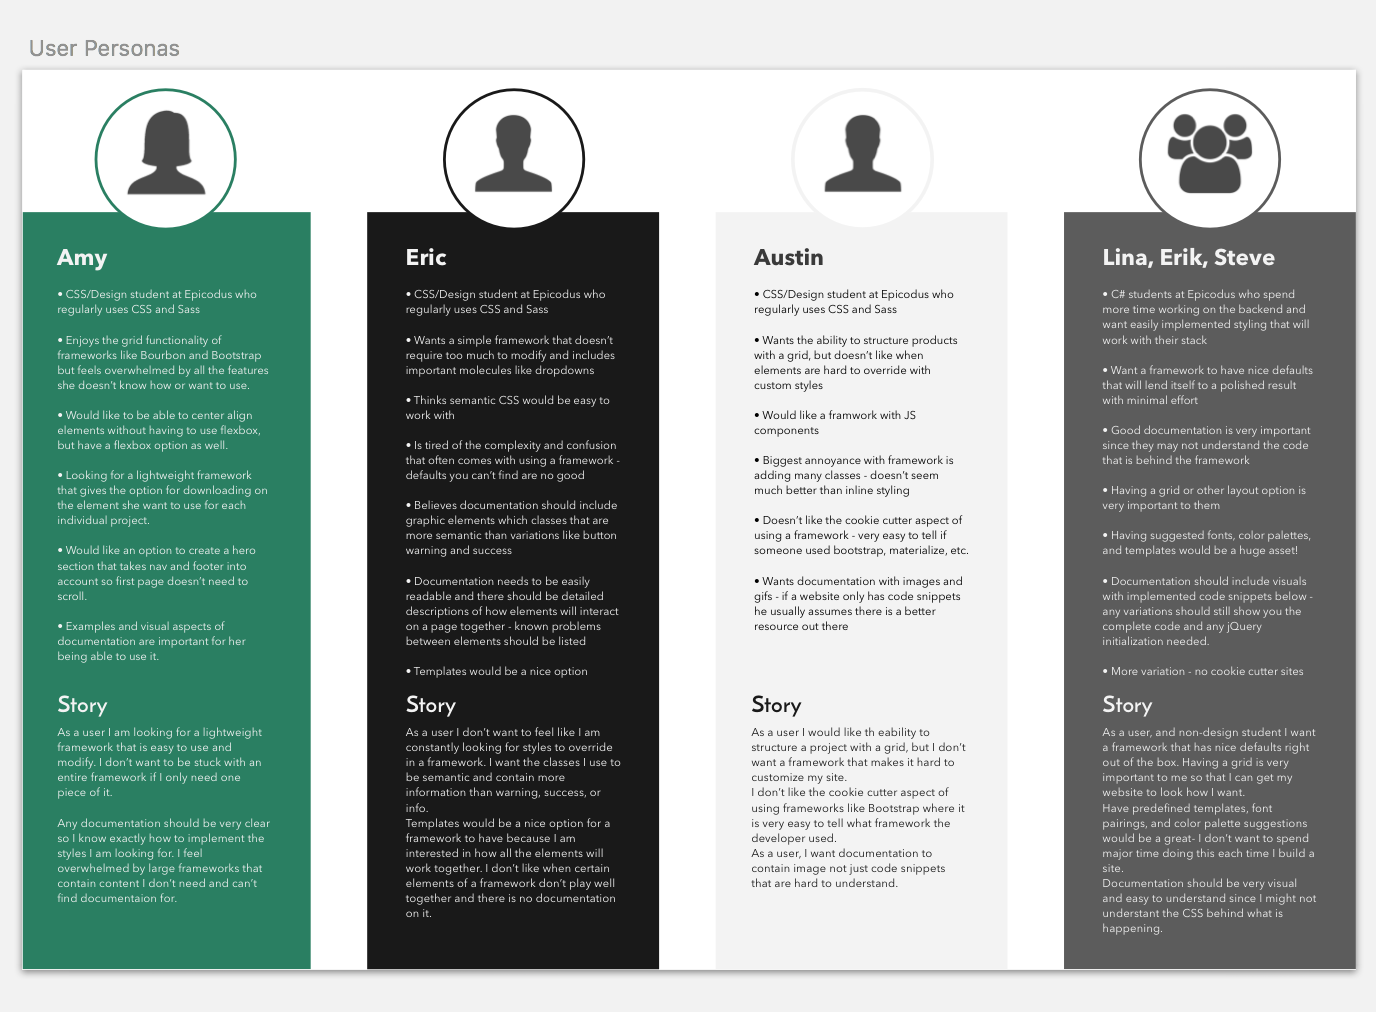 User Personas
Amy
• CSS/Design student at Epicodus who
regularly uses CSS and Sass
• Enjoys the grid functionality of
frameworks like Bourbon and Bootstrap
but feels overwhelmed by all the features
she doesn't know how or want to use.
• Would like to be able to center align
elements without having to use flexbox,
but have a flexbox option as well.
• Looking for a lightweight framework
that gives the option for downloading on
the element she want to use for each
individual project.
• Would like an option to create a hero
section that takes nav and footer into
account so first page doesn't need to
scroll.
• Examples and visual aspects of
documentation are important for her
being able to use it.
Story
As a user I am looking for a lightweight
framework that is easy to use and
modify. I don't want to be stuck with an
entire framework if I only need one
piece of it.
Any documentation should be very clear
so I know exactly how to implement the
styles I am looking for. I feel
overwhelmed by large frameworks that
contain content I don't need and can't
find documentaion for.
Eric
• CSS/Design student at Epicodus who
regularly uses CSS and Sass
• Wants a simple framework that doesn't
require too much to modify and includes
important molecules like dropdowns
• Thinks semantic CSS would be easy to
work with
• Is tired of the complexity and confusion
that often comes with using a framework -
defaults you can't find are no good
• Believes documentation should include
graphic elements which classes that are
more semantic than variations like button
warning and success
• Documentation needs to be easily
readable and there should be detailed
descriptions of how elements will interact
on a page together - known problems
between elements should be listed
• Templates would be a nice option
Story
As a user I don't want to feel like I am
constantly looking for styles to override
in a framework. I want the classes I use to
be semantic and contain more
information than warning, success, or
info.
Templates would be a nice option for a
framework to have because I am
interested in how all the elements will
work together. I don't like when certain
elements of a framework don't play well
together and there is no documentation
on it.
Austin
• CSS/Design student at Epicodus who
regularly uses CSS and Sass
• Wants the ability to structure products
with a grid, but doesn't like when
elements are hard to override with
custom styles
• Would like a framwork with JS
components
• Biggest annoyance with framework is
adding many classes - doesn't seem
much better than inline styling
• Doesn't like the cookie cutter aspect of
using a framework - very easy to tell if
someone used bootstrap, materialize, etc.
• Wants documentation with images and
gifs - if a website only has code snippets
he usually assumes there is a better
resource out there
Story
As a user I would like th eability to
structure a project with a grid, but I don't
want a framework that makes it hard to
customize my site.
I don't like the cookie cutter aspect of
using frameworks like Bootstrap where it
is very easy to tell what framework the
developer used.
As a user, I want documentation to
contain image not just code snippets
that are hard to understand.
Lina, Erik, Steve
• C# students at Epicodus who spend
more time working on the backend and
want easily implemented styling that will
work with their stack
• Want a framework to have nice defaults
that will lend itself to a polished result
with minimal effort
• Good documentation is very important
since they may not understand the code
that is behind the framework
• Having a grid or other layout option is
very important to them
• Having suggested fonts, color palettes,
and templates would be a huge asset!
• Documentation should include visuals
with implemented code snippets below -
any variations should still show you the
complete code and any jQuery
initialization needed.
• More variation - no cookie cutter sites
Story
As a user, and non-design student I want
a framework that has nice defaults right
out of the box. Having a grid is very
important to me so that I can get my
website to look how I want.
Have predefined templates, font
pairings, and color palette suggestions
would be a great- I don't want to spend
major time doing this each time I build a
site.
Documentation should be very visual
and easy to understand since I might not
understant the CSS behind what is
happening.